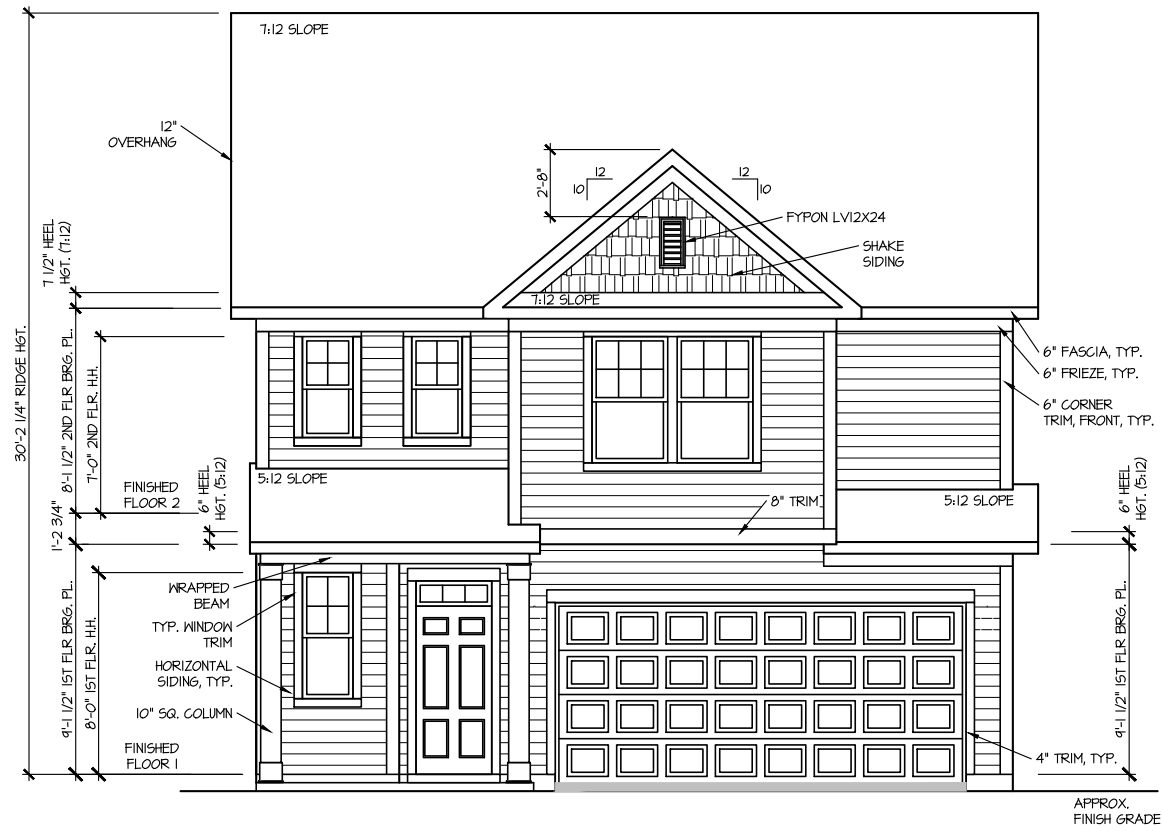 7:12 SLOPE
12"
OVERHANG
2'-8"
12
10
12
10
FYPON LV12X24
SHAKE
SIDING
7 1/2" HEEL
HGT. (7:12)
7:12 SLOPE
30'-2 1/4" RIDGE HGT.
8'-1 1/2" 2ND FLR BRG. PL.
7'-0" 2ND FLR. H.H.
6" FASCIA, TYP.
6" FRIEZE, TYP.
6" CORNER
TRIM, FRONT, TYP.
FINISHED
FLOOR 2
6" HEEL
HGT. (5:12)
5:12 SLOPE
8" TRIM
5:12 SLOPE
6" HEEL
HGT. (5:12)
1'-2 3/4"
9'-1 1/2" 1ST FLR BRG. PL.
8'-0" 1ST FLR. H.H.
WRAPPED
BEAM
TYP. WINDOW
TRIM
HORIZONTAL
SIDING, TYP.
10" SQ. COLUMN
FINISHED
FLOOR 1
9'-1 1/2" 1ST FLR BRG. PL.
4" TRIM, TYP.
APPROX.
FINISH GRADE